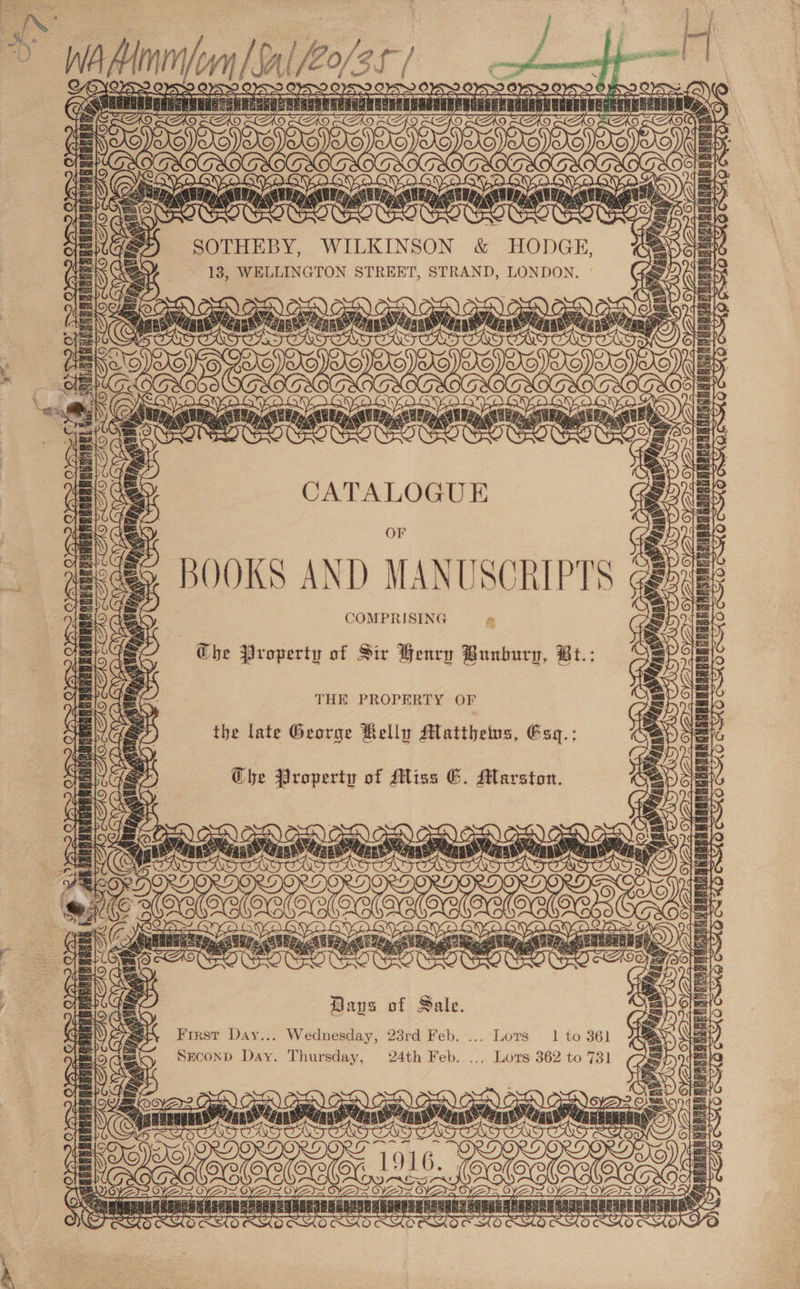 SOTHEBY, WILKINSON & HODGE,
13, WELLINGTON STREET, STRAND, LONDON.
CATALOGUE
OF
BOOKS AND MANUSCRIPTS
COMPRISING
The Property of Sir Henry Bunbury, Bt.;
THE PROPERTY OF
the late George Kelly Matthews, Esq.;
The Property of Miss E. Marston.
Days of Sale.
FIRST DAY... Wednesday, 23rd Feb. ... LOTS 1 to 361
SECOND DAY. Thursday, 24th Feb. ... LOTS 362 to 731
1916.